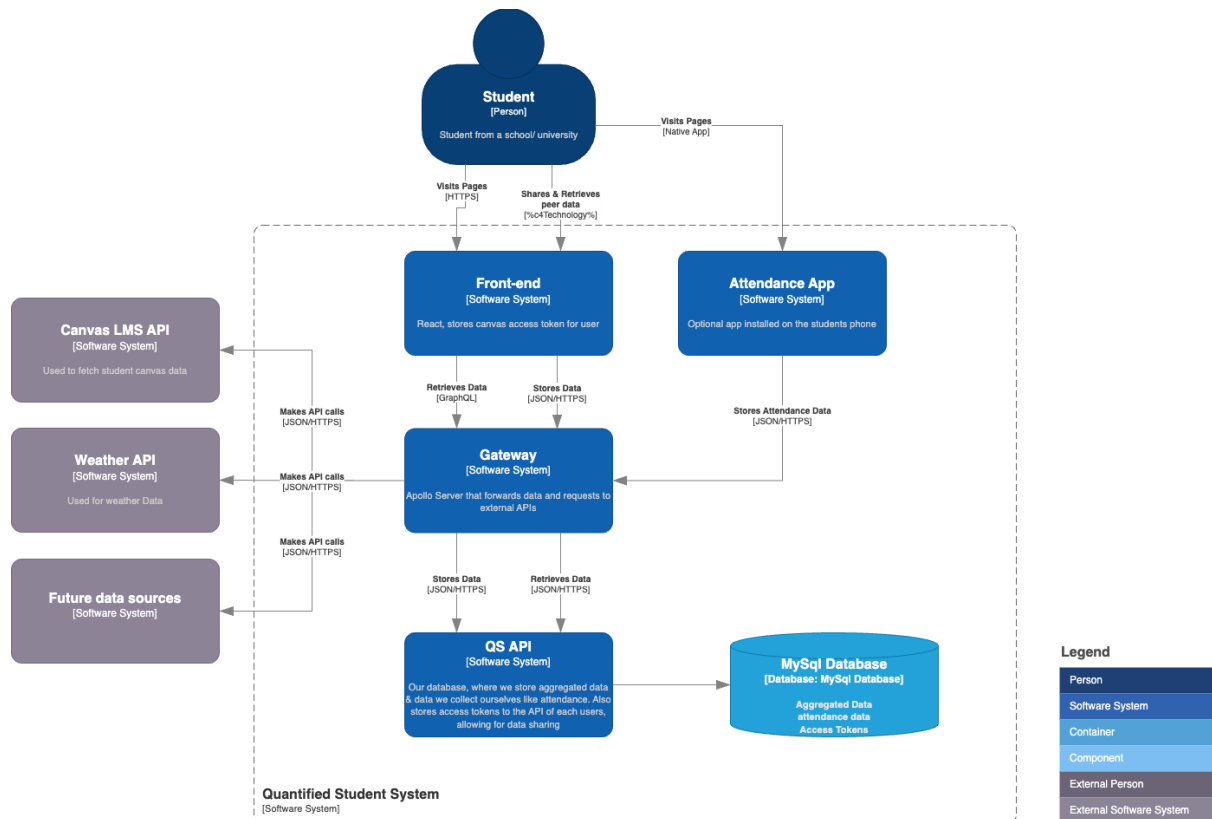 Student
[Person]
Student from a school/ university
Visits Pages
[Native App]
Visits Pages
[HTTPS]
Shares & Retrieves
peer data
[%c4Technology%]
Front-end
[Software System]
React, stores canvas access token for user
Attendance App
[Software System]
Optional app installed on the students phone
Canvas LMS API
[Software System]
Used to fetch student canvas data
Retrieves Data
[GraphQL]
Stores Data
[JSON/HTTPS]
Makes API calls
[JSON/HTTPS]
Stores Attendance Data
[JSON/HTTPS]
Weather API
[Software System]
Used for weather Data
Makes API calls
[JSON/HTTPS]
Gateway
[Software System]
Apollo Server that forwards data and requests to
external APIs
Makes API calls
[JSON/HTTPS]
Future data sources
[Software System]
Stores Data
[JSON/HTTPS]
Retrieves Data
[JSON/HTTPS]
QS API
[Software System]
Our database, where we store aggregated data
& data we collect ourselves like attendance. Also
stores access tokens to the API of each users,
allowing for data sharing
MySql Database
[Database: MySql Database]
Aggregated Data
attendance data
Access Tokens
Quantified Student System
[Software System]
Legend
Person
Software System
Container
Component
External Person
External Software System